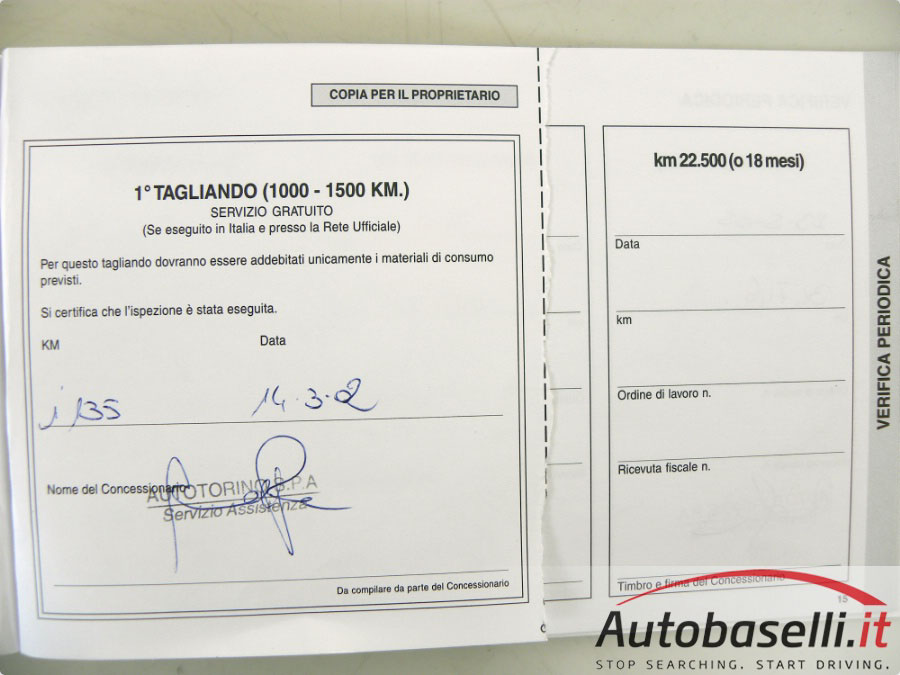 COPIA PER IL PROPRIETARIO
1° TAGLIANDO (1000 - 1500 KM.)
SERVIZIO GRATUITO
(Se eseguito in Italia e presso la Rete Ufficiale)
Per questo tagliando dovranno essere addebitati unicamente i materiali di consumo
previsti.
Si certifica che l'ispezione è stata eseguita.
KM Data
1135 14.3.02
Nome del Concessionario
AUTOTORINO S.P.A
Servizio Assistenza
Da compilare da parte del Concessionario
km 22.500 (o 18 mesi)
Data
km
Ordine di lavoro n.
Ricevuta fiscale n.
Timbro e firma del Concessionario
15
VERIFICA PERIODICA
Autobaselli.it
STOP SEARCHING. START DRIVING.